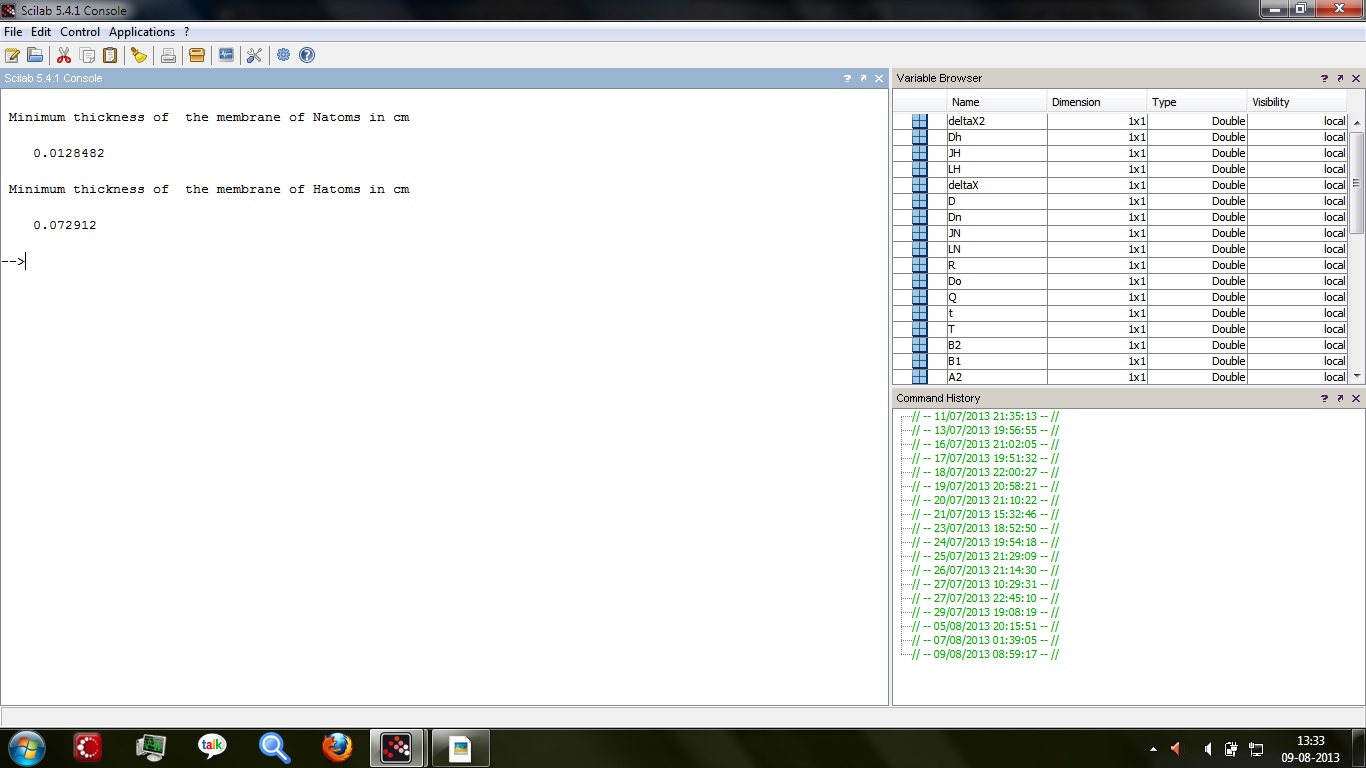 Scilab 5.4.1 Console
File Edit Control Applications ?
Scilab 5.4.1 Console ?
Minimum thickness of  the membrane of Natoms in cm
0.0128482
Minimum thickness of  the membrane of Hatoms in cm
0.072912
-->
Variable Browser ?
Name Dimension Type Visibility
deltaX2 1x1 Double local
Dh 1x1 Double local
JH 1x1 Double local
LH 1x1 Double local
deltaX 1x1 Double local
D 1x1 Double local
Dn 1x1 Double local
JN 1x1 Double local
LN 1x1 Double local
R 1x1 Double local
Do 1x1 Double local
Q 1x1 Double local
t 1x1 Double local
T 1x1 Double local
B2 1x1 Double local
B1 1x1 Double local
A2 1x1 Double local
Command History ?
// -- 11/07/2013 21:35:13 -- //
// -- 13/07/2013 19:56:55 -- //
// -- 16/07/2013 21:02:05 -- //
// -- 17/07/2013 19:51:32 -- //
// -- 18/07/2013 22:00:27 -- //
// -- 19/07/2013 20:58:21 -- //
// -- 20/07/2013 21:10:22 -- //
// -- 21/07/2013 15:32:46 -- //
// -- 23/07/2013 18:52:50 -- //
// -- 24/07/2013 19:54:18 -- //
// -- 25/07/2013 21:29:09 -- //
// -- 26/07/2013 21:14:30 -- //
// -- 27/07/2013 10:29:31 -- //
// -- 27/07/2013 22:45:10 -- //
// -- 29/07/2013 19:08:19 -- //
// -- 05/08/2013 20:15:51 -- //
// -- 07/08/2013 01:39:05 -- //
// -- 09/08/2013 08:59:17 -- //
talk
13:33
09-08-2013